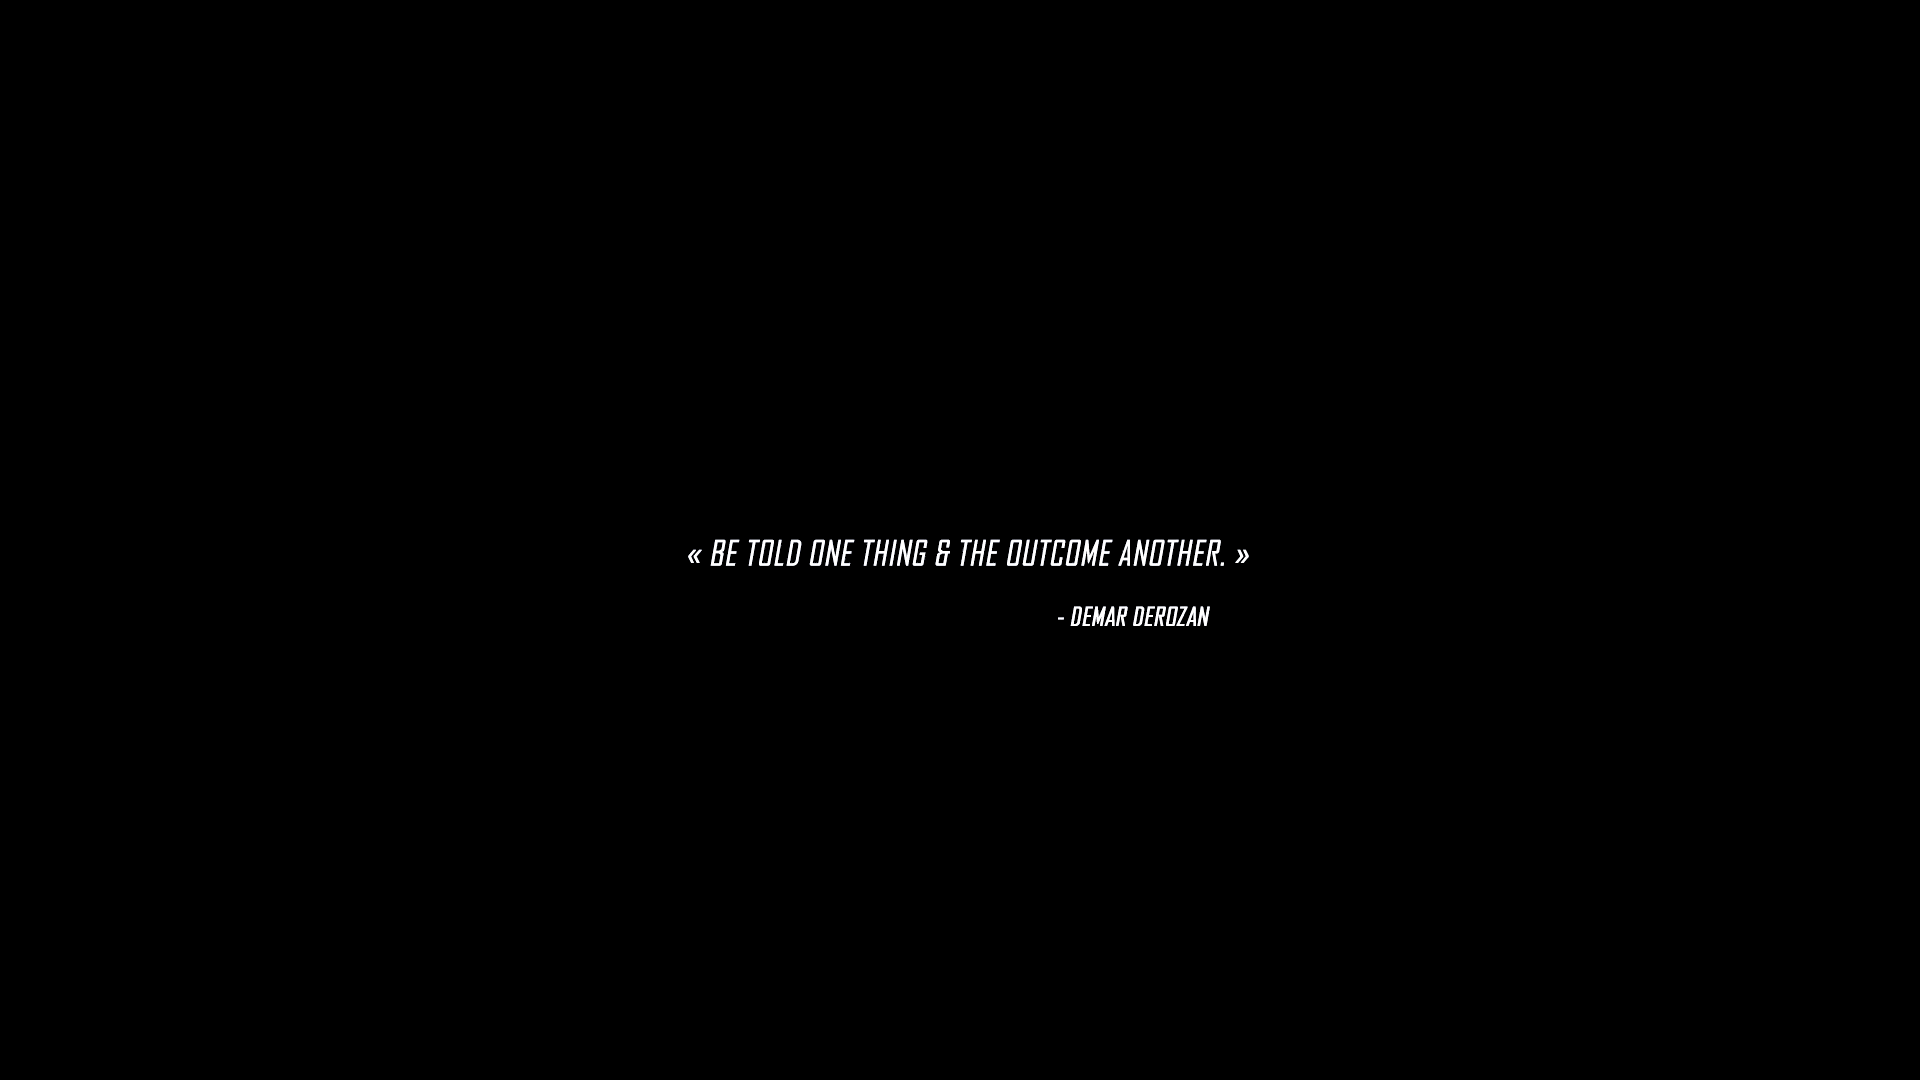 « BE TOLD ONE THING & THE OUTCOME ANOTHER. »
- DEMAR DEROZAN